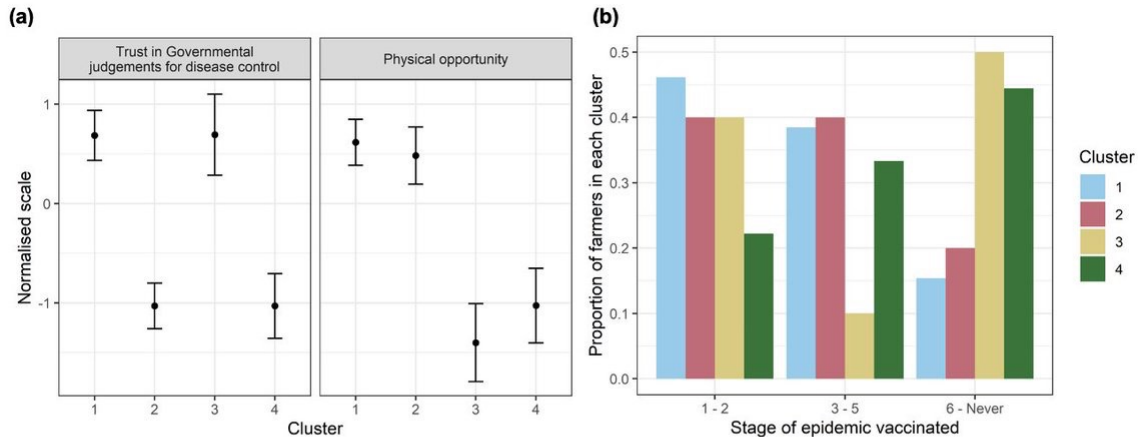 (a)
Trust in Governmental
judgements for disease control
Physical opportunity
Normalised scale
1
0
-1
1 2 3 4
1 2 3 4
Cluster
(b)
Proportion of farmers in each cluster
0.5
0.4
0.3
0.2
0.1
0.0
1 - 2
3 - 5
6 - Never
Stage of epidemic vaccinated
Cluster
1
2
3
4